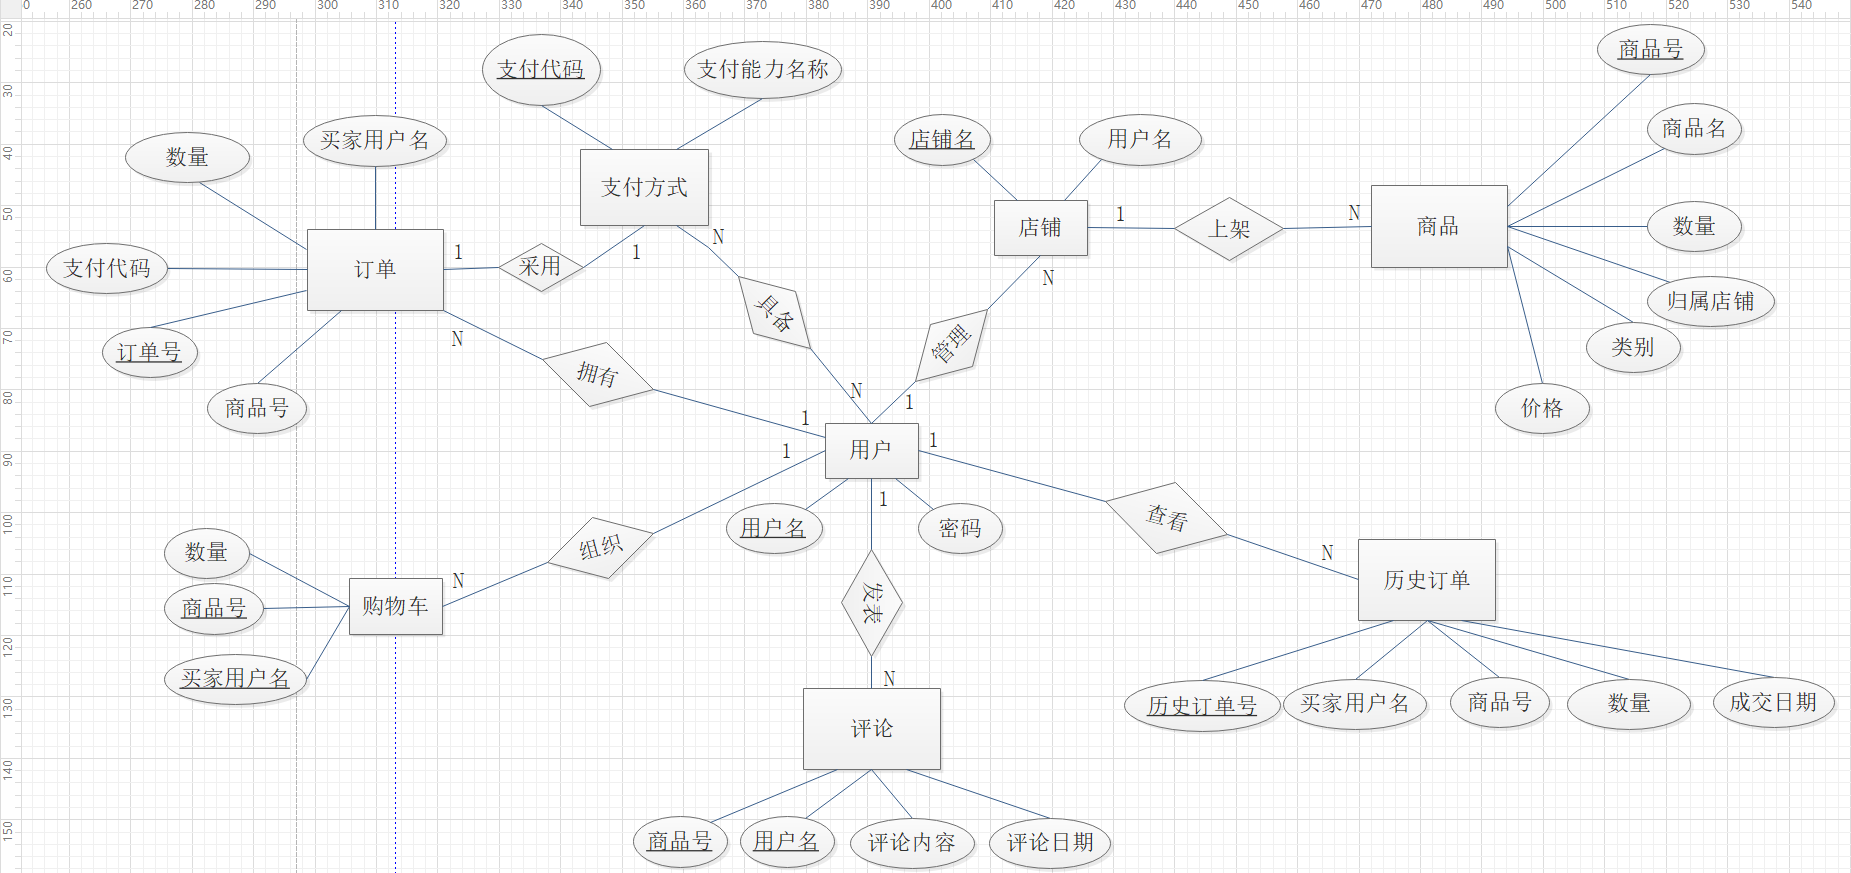 0 260 270 280 290 300 310 320 330 340 350 360 370 380 390 400 410 420 430 440 450 460 470 480 490 500 510 520 530 540
20
30
40
50
60
70
80
90
100
110
120
130
140
150
支付代码
支付能力名称
商品号
数量
买家用户名
店铺名
用户名
商品名
支付方式
支付代码
订单
1
采用
1
N
店铺
1
上架
N
商品
数量
归属店铺
类别
价格
订单号
商品号
N
拥有
1
具备
N
管理
N
1
用户
1
1
1
用户名
密码
组织
N
查看
N
数量
商品号
买家用户名
购物车
发表
N
历史订单
历史订单号
买家用户名
商品号
数量
成交日期
评论
商品号
用户名
评论内容
评论日期